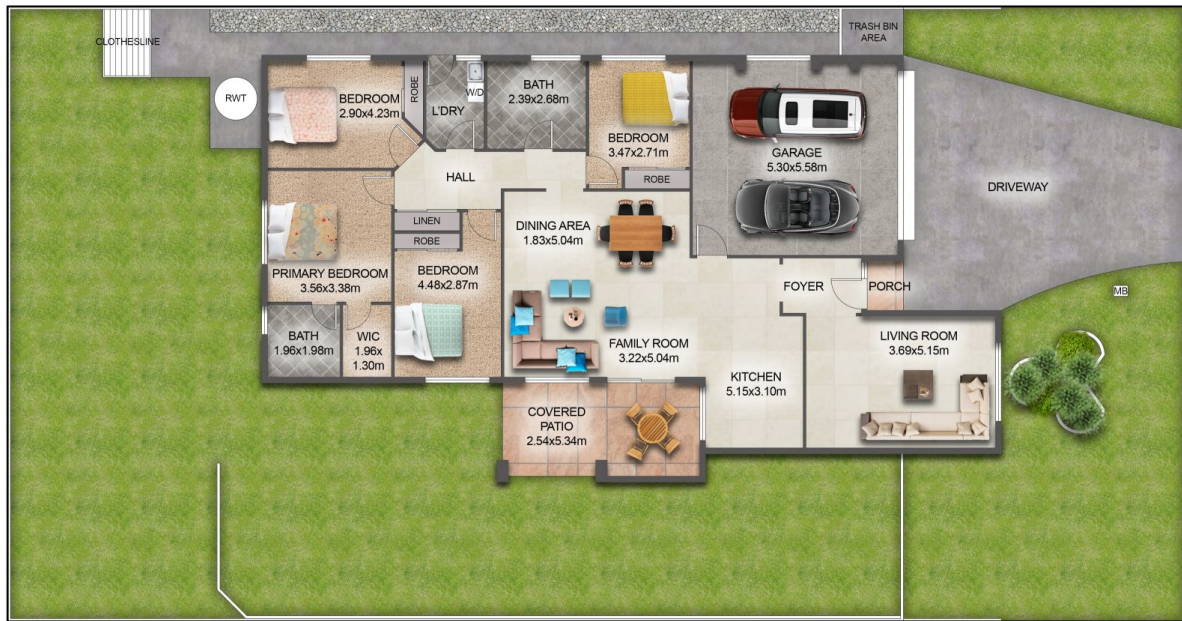 CLOTHESLINE
TRASH BIN
AREA
RWT
BEDROOM
2.90x4.23m
ROBE
L'DRY
W/D
BATH
2.39x2.68m
BEDROOM
3.47x2.71m
ROBE
GARAGE
5.30x5.58m
DRIVEWAY
HALL
LINEN
ROBE
DINING AREA
1.83x5.04m
PRIMARY BEDROOM
3.56x3.38m
BEDROOM
4.48x2.87m
FOYER
PORCH
MB
BATH
1.96x1.98m
WIC
1.96x
1.30m
FAMILY ROOM
3.22x5.04m
LIVING ROOM
3.69x5.15m
KITCHEN
5.15x3.10m
COVERED
PATIO
2.54x5.34m